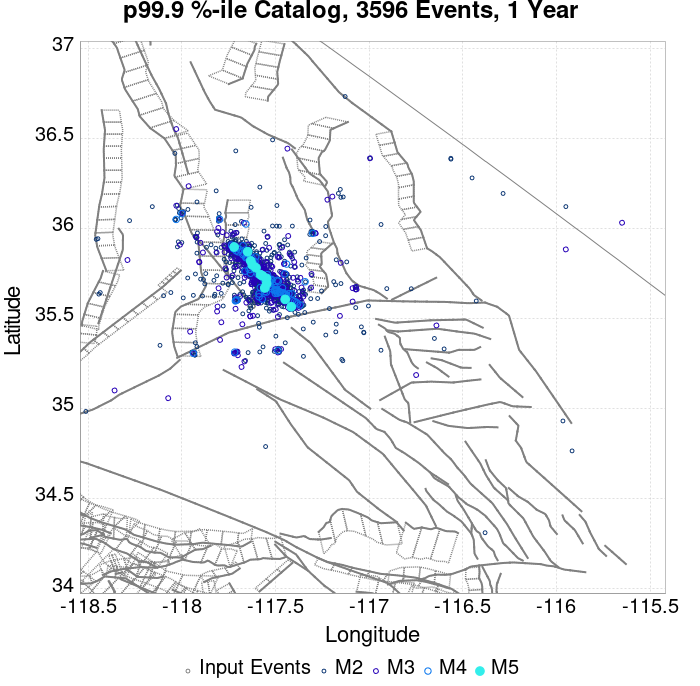 p99.9 %-ile Catalog, 3596 Events, 1 Year
37
36.5
36
35.5
35
34.5
34
Latitude
-118.5 -118 -117.5 -117 -116.5 -116 -115.5
Longitude
Input Events M2 M3 M4 M5